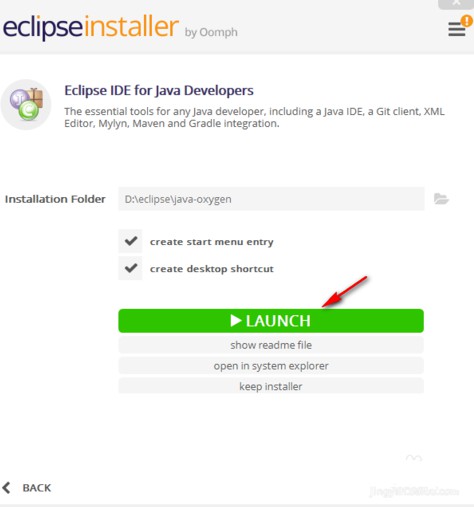 eclipseinstaller by Oomph
Eclipse IDE for Java Developers
The essential tools for any Java developer, including a Java IDE, a Git client, XML
Editor, Mylyn, Maven and Gradle integration.
Installation Folder D:\eclipse\java-oxygen
create start menu entry
create desktop shortcut
LAUNCH
show readme file
open in system explorer
keep installer
BACK